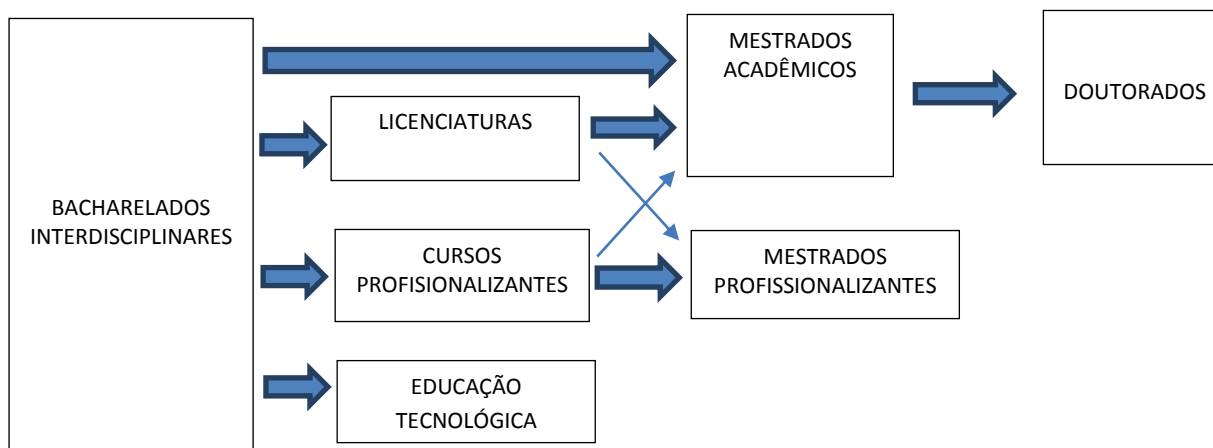 BACHARELADOS
INTERDISCIPLINARES
LICENCIATURAS
CURSOS
PROFISIONALIZANTES
EDUCAÇÃO
TECNOLÓGICA
MESTRADOS
ACADÊMICOS
MESTRADOS
PROFISSIONALIZANTES
DOUTORADOS